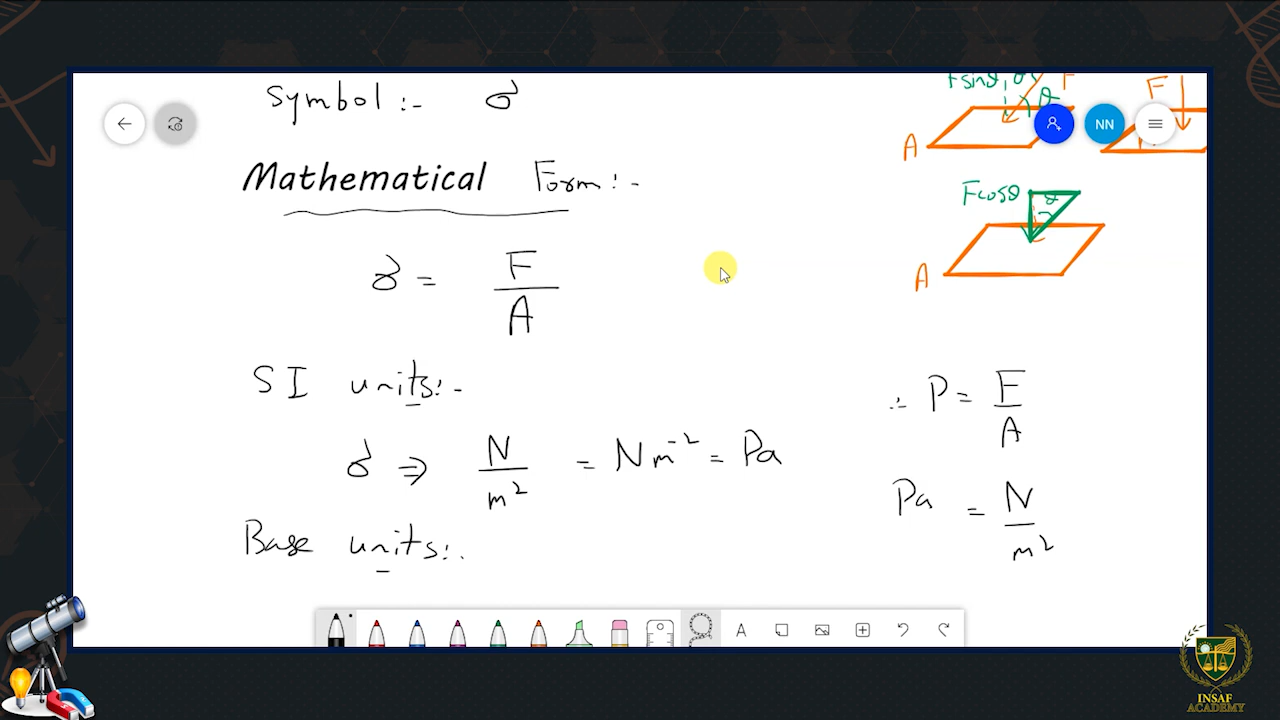 Symbol :- σ
Mathematical Form :-
σ = F/A
SI units :-
σ ⇒ N/m² = Nm⁻² = Pa
Base units :.
Fsinθ θ F
θ
A
F
Fcosθ θ
A
∴ P = F/A
Pa = N/m²
NN
A
INSAF
ACADEMY